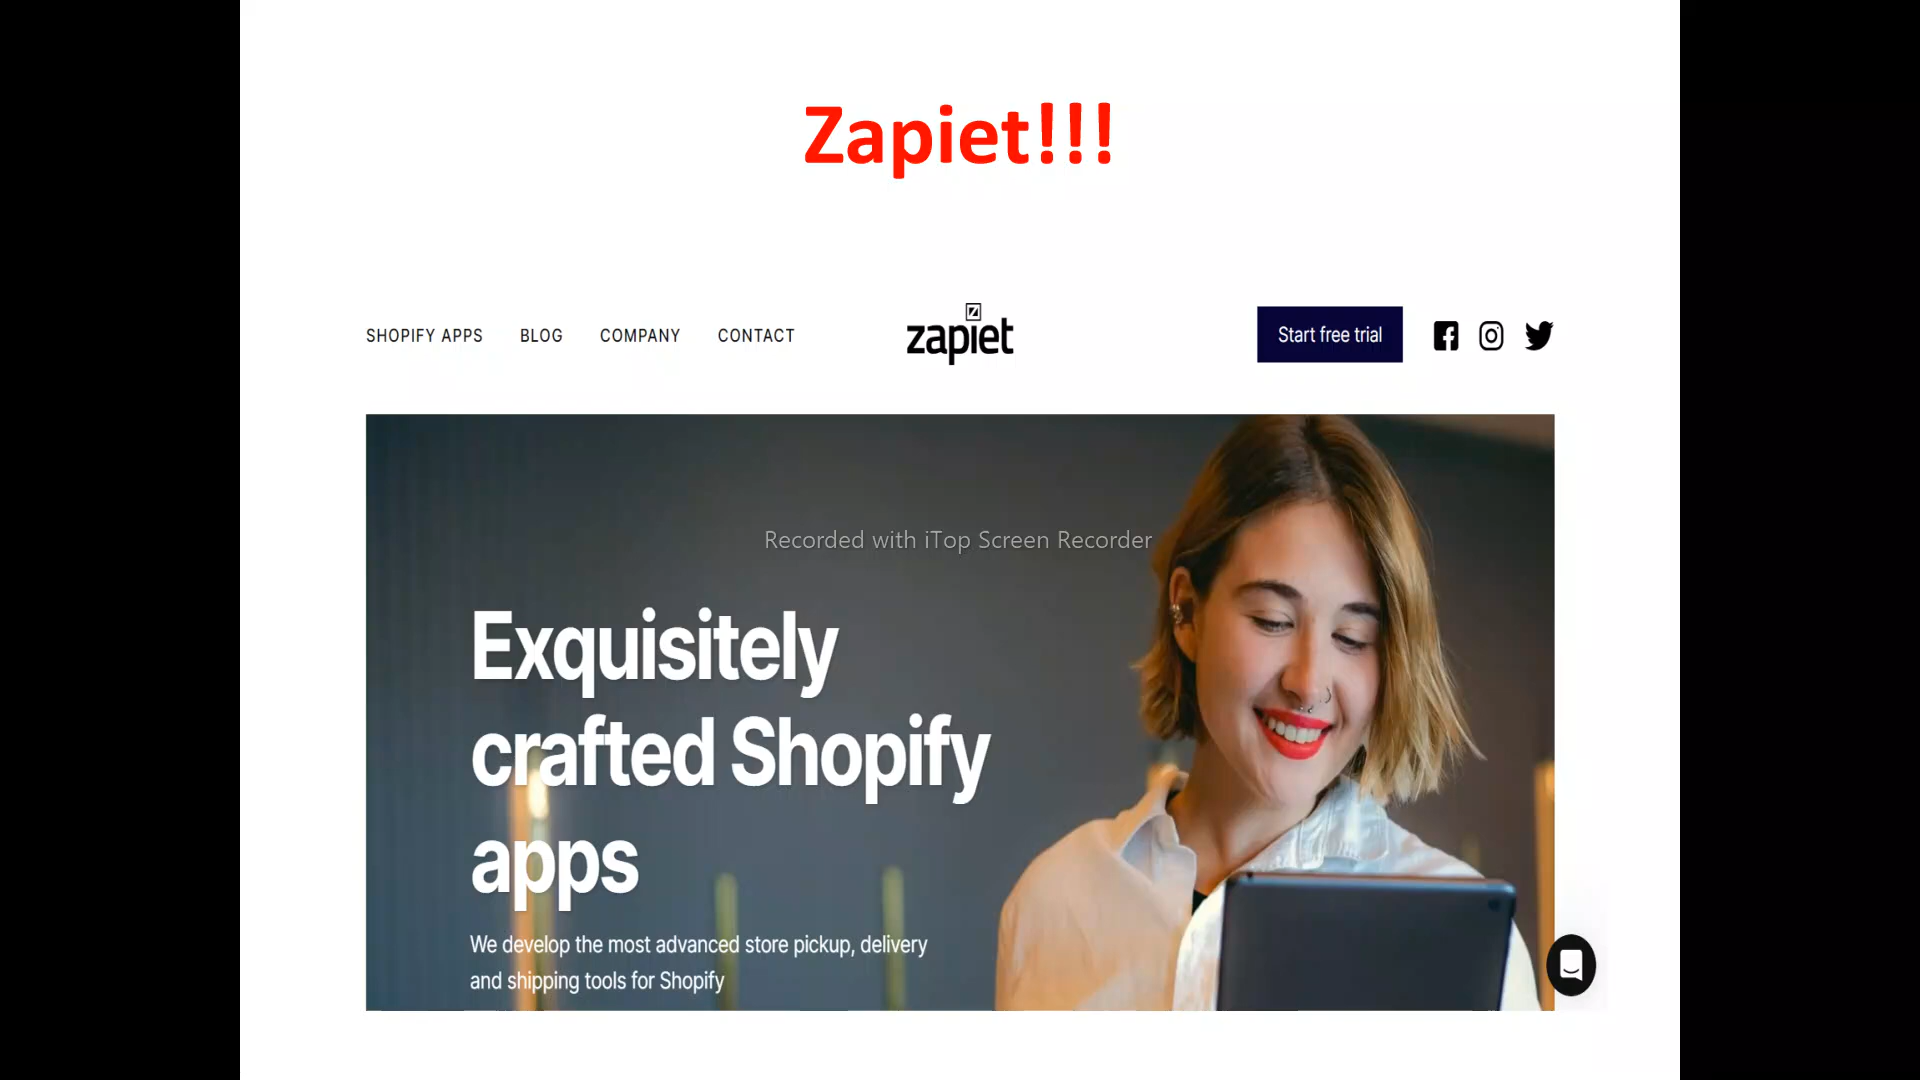 Zapiet!!!
SHOPIFY APPS BLOG COMPANY CONTACT zapiet Start free trial
Recorded with iTop Screen Recorder
Exquisitely
crafted Shopify
apps
We develop the most advanced store pickup, delivery
and shipping tools for Shopify